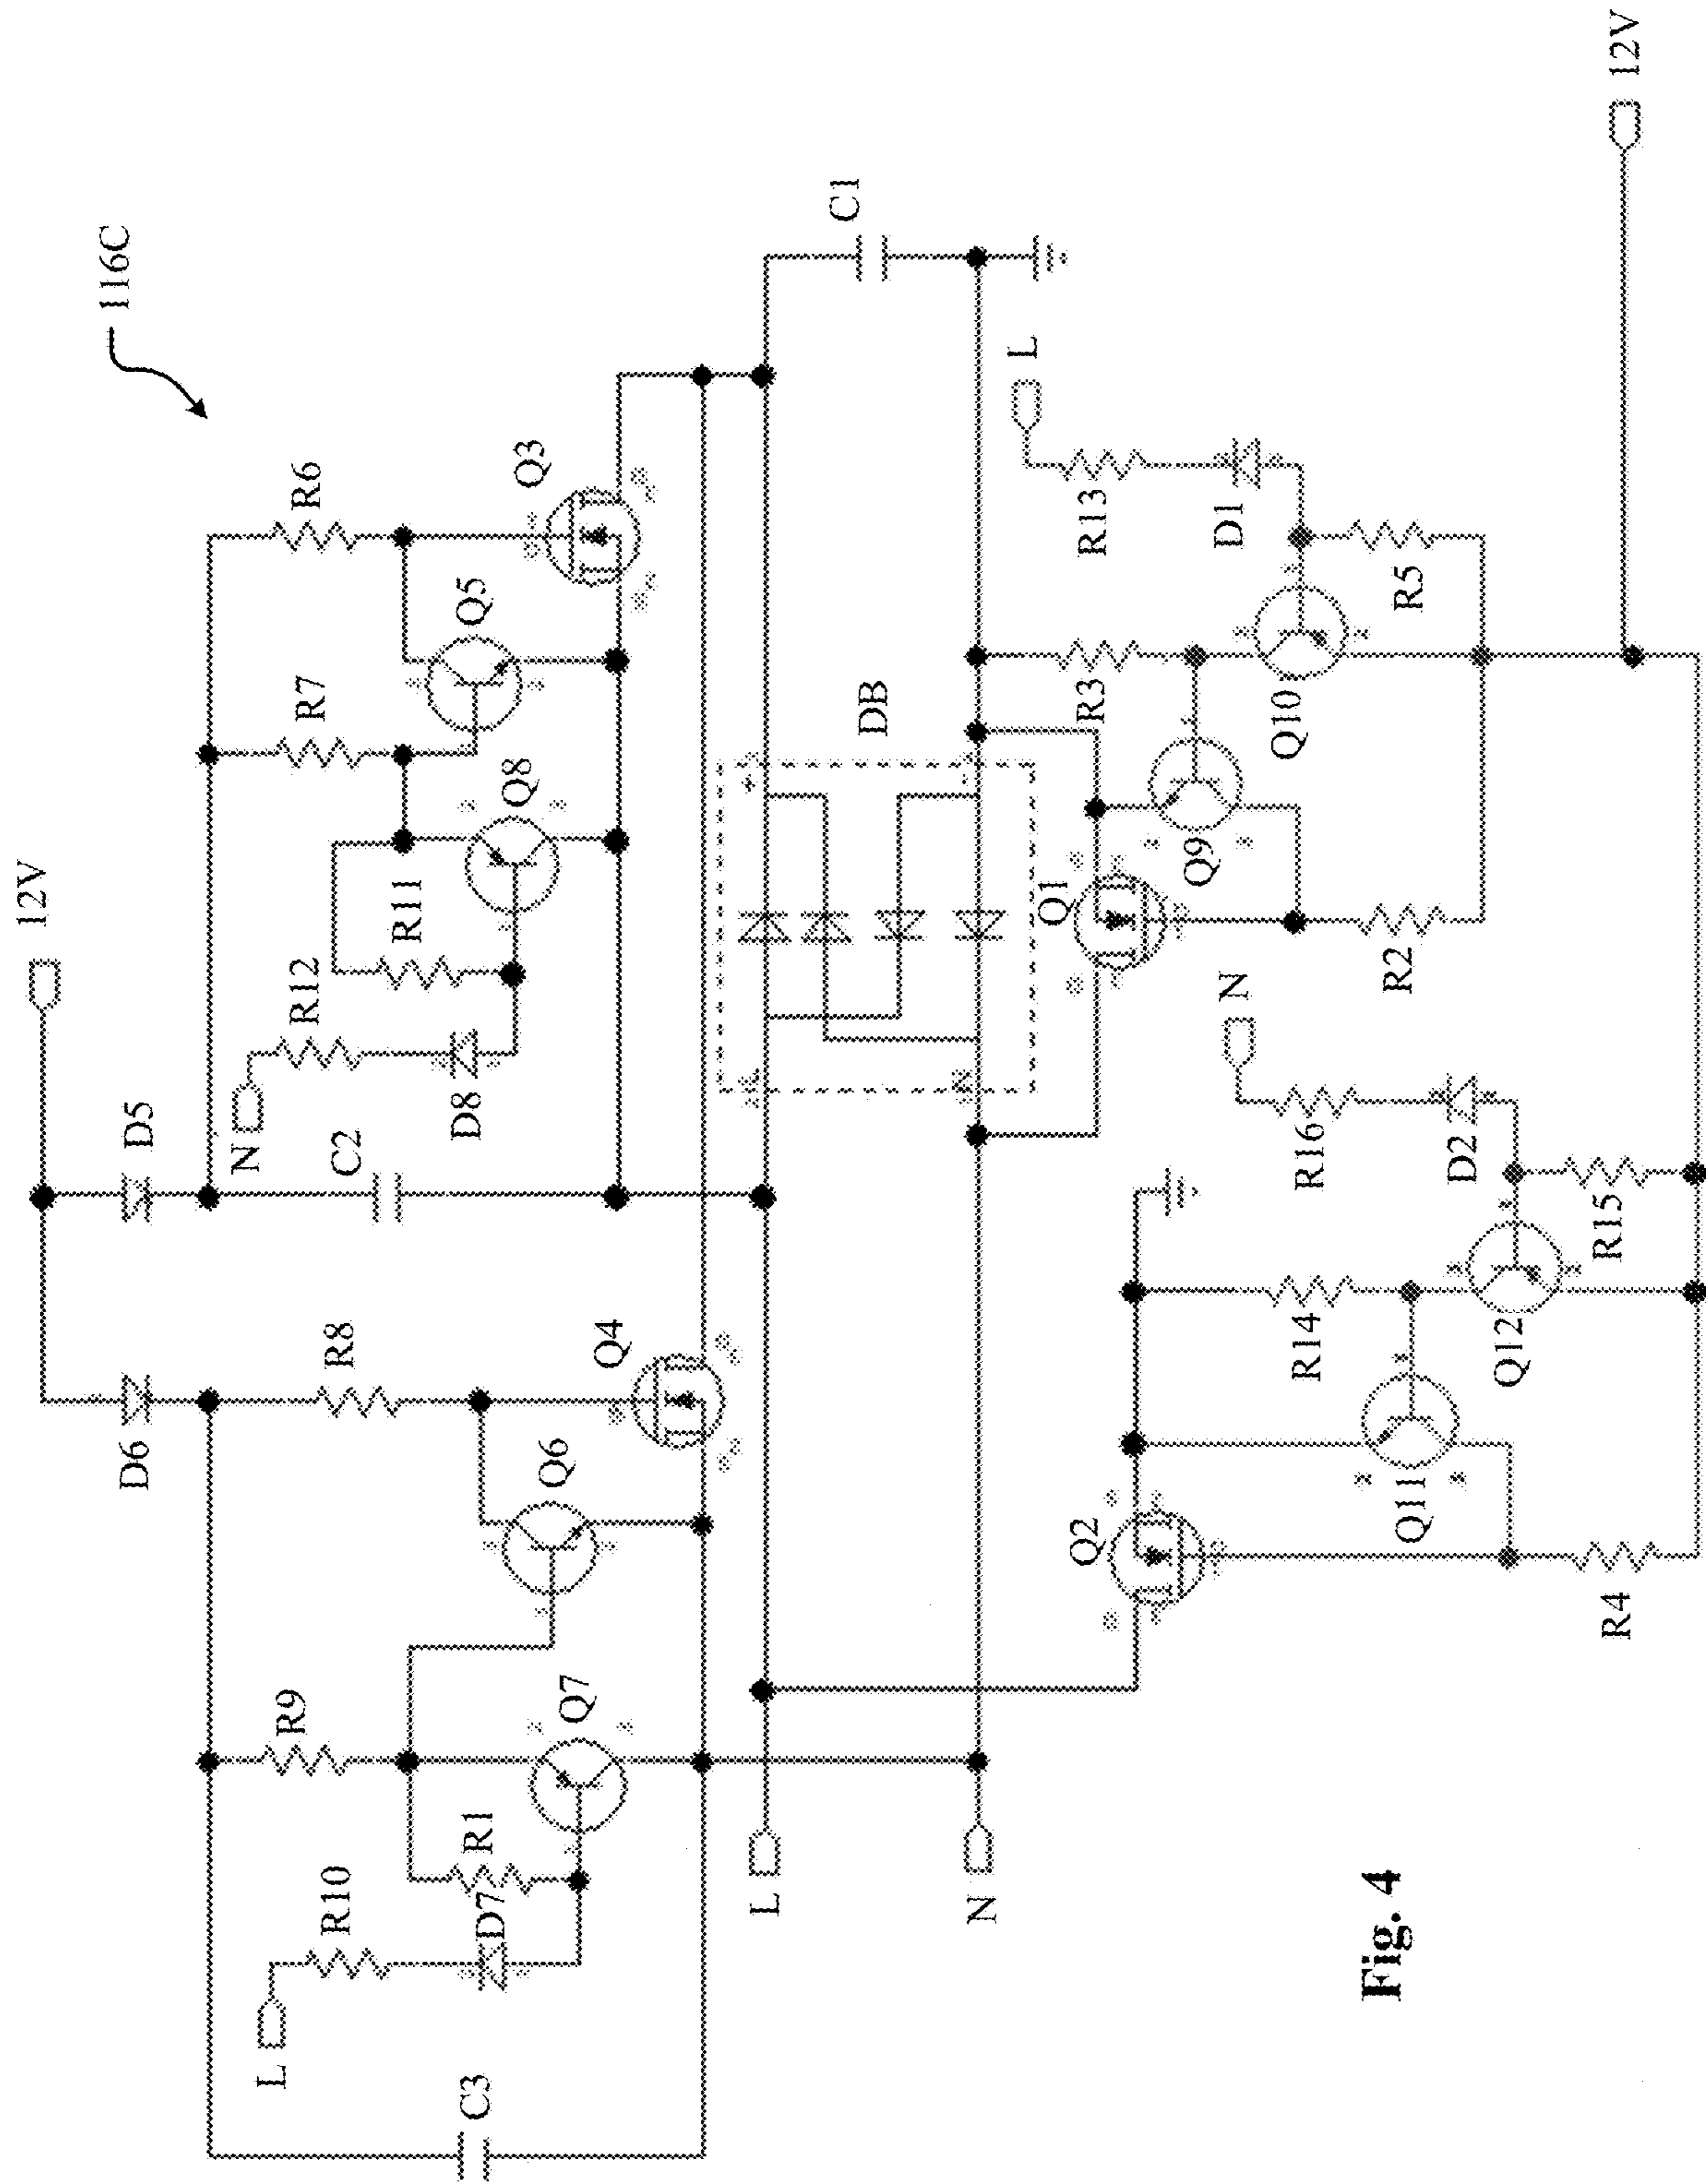 116C
12V
D6
D5
R9
R8
R7
R6
R10
L
R1
D7
Q7
Q6
Q4
C3
C2
N
R12
R11
D8
Q8
Q5
Q3
L
N
DB
+
-
C1
Q2
Q11
R14
Q12
R16
N
D2
R15
R4
Q1
Q9
R3
Q10
R13
L
D1
R5
R2
12V
Fig. 4